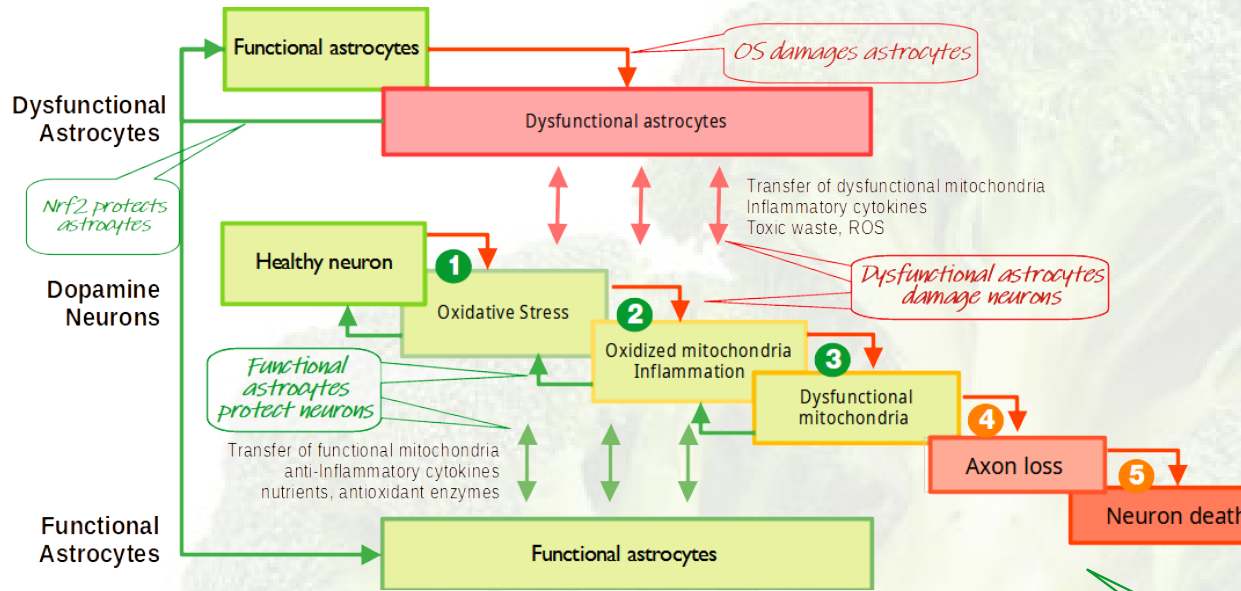 Functional astrocytes
OS damages astrocytes
Dysfunctional
Astrocytes
Dysfunctional astrocytes
Nrf2 protects
astrocytes
Transfer of dysfunctional mitochondria
Inflammatory cytokines
Toxic waste, ROS
Healthy neuron
1
Dysfunctional astrocytes
damage neurons
Dopamine
Neurons
Oxidative Stress
2
Oxidized mitochondria
Inflammation
3
Functional
astrocytes
protect neurons
Dysfunctional
mitochondria
4
Transfer of functional mitochondria
anti-Inflammatory cytokines
nutrients, antioxidant enzymes
Axon loss
5
Neuron death
Functional
Astrocytes
Functional astrocytes